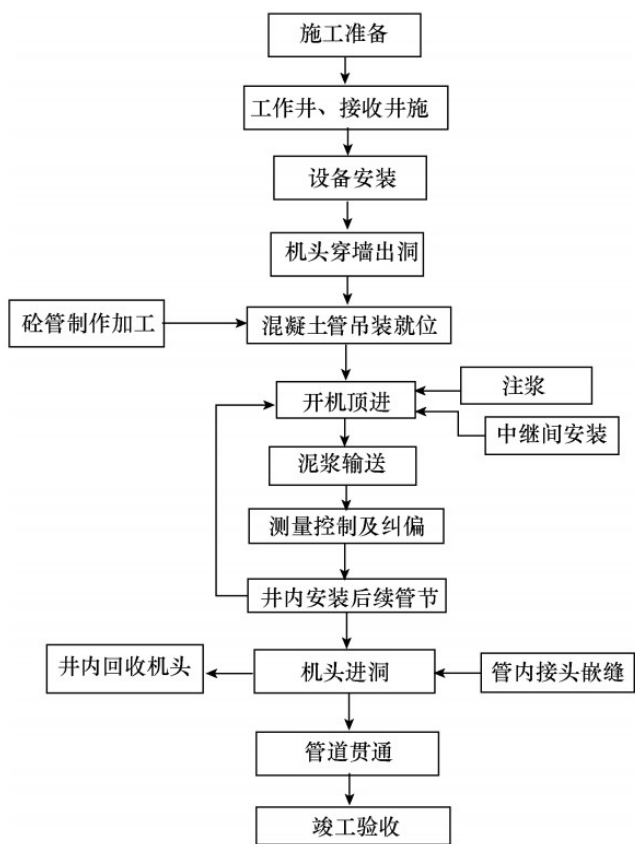 施工准备
工作井、接收井施
设备安装
机头穿墙出洞
砼管制作加工
混凝土管吊装就位
注浆
开机顶进
中继间安装
泥浆输送
测量控制及纠偏
井内安装后续管节
井内回收机头
机头进洞
管内接头嵌缝
管道贯通
竣工验收